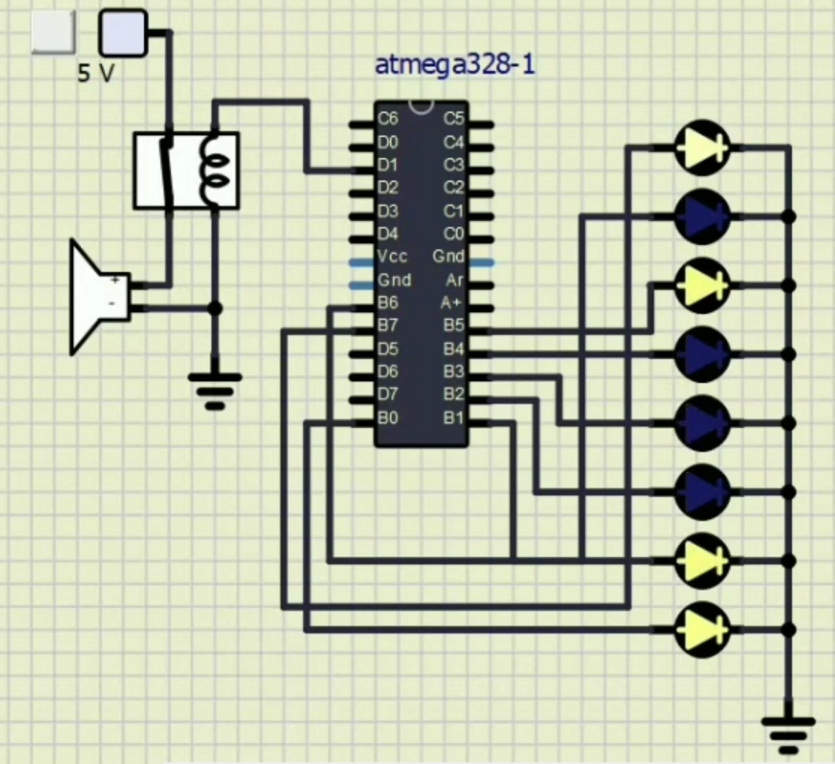 5 V
atmega328-1
C6 C5
D0 C4
D1 C3
D2 C2
D3 C1
D4 C0
Vcc Gnd
Gnd Ar
B6 A+
B7 B5
D5 B4
D6 B3
D7 B2
B0 B1
+
-